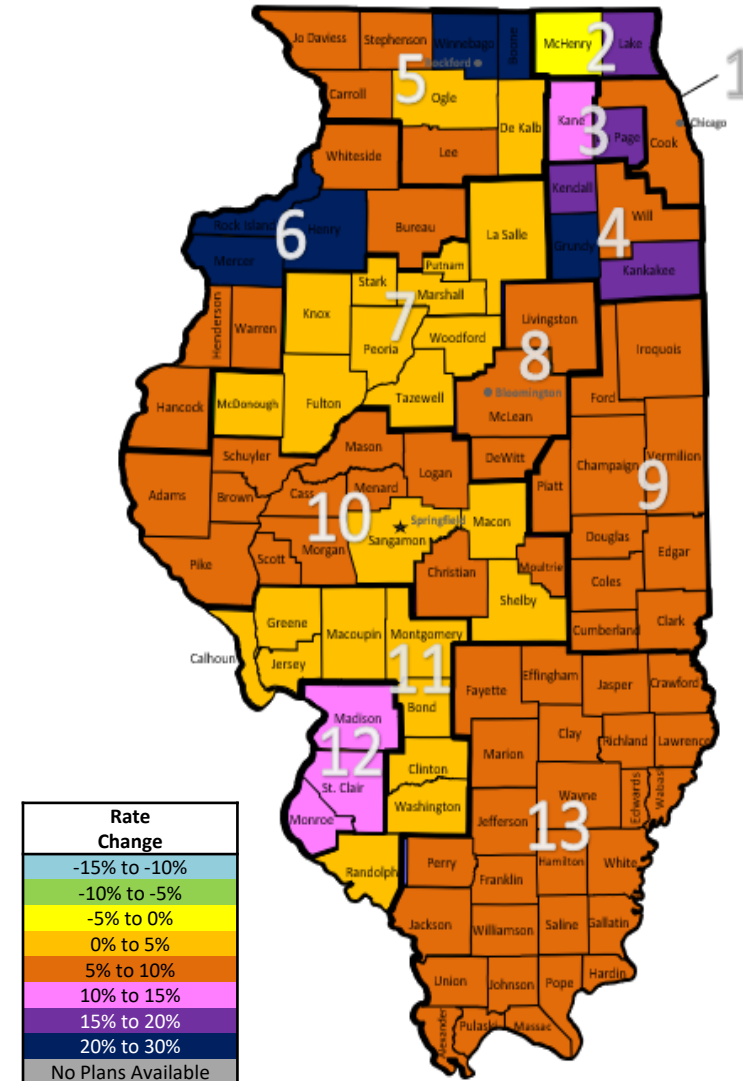 Jo Daviess
Stephenson
Winnebago
Boone
McHenry
2
Lake
Rockford
5
1
Carroll
Ogle
De Kalb
Kane
3
Page
Cook
Chicago
Whiteside
Lee
Kendall
Rock Island
Henry
6
Bureau
La Salle
Will
4
Grundy
Mercer
Putnam
Kankakee
Stark
Marshall
Henderson
Warren
Knox
7
Peoria
Woodford
Livingston
8
Iroquois
Hancock
McDonough
Fulton
Tazewell
Bloomington
McLean
Ford
Schuyler
Mason
Logan
DeWitt
Piatt
Champaign
Vermilion
9
Adams
Brown
Cass
Menard
10
Springfield
Sangamon
Macon
Douglas
Edgar
Pike
Scott
Morgan
Christian
Moultrie
Coles
Shelby
Cumberland
Clark
Greene
Macoupin
Montgomery
Calhoun
Jersey
11
Bond
Fayette
Effingham
Jasper
Crawford
Madison
12
Clay
Richland
Lawrence
Marion
St. Clair
Clinton
Wayne
Edwards
Wabash
Monroe
Washington
Jefferson
13
Randolph
Perry
Hamilton
White
Franklin
Jackson
Williamson
Saline
Gallatin
Union
Johnson
Pope
Hardin
Alexander
Pulaski
Massac
Rate
Change
-15% to -10%
-10% to -5%
-5% to 0%
0% to 5%
5% to 10%
10% to 15%
15% to 20%
20% to 30%
No Plans Available